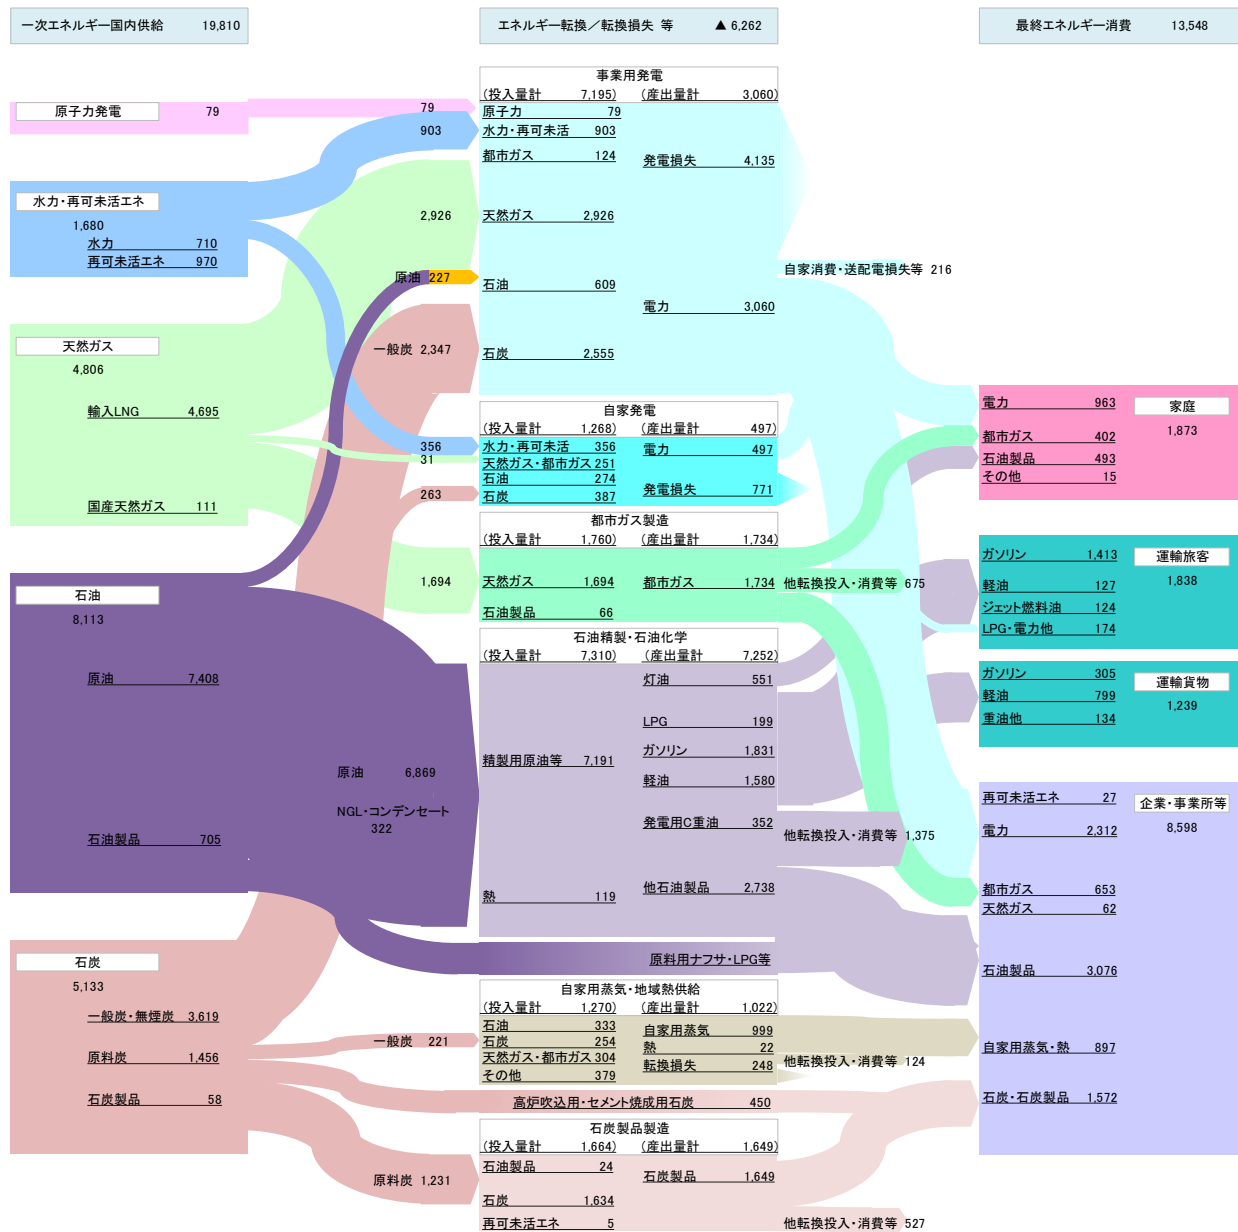 一次エネルギー国内供給 19,810
エネルギー転換／転換損失 等 ▲ 6,262
最終エネルギー消費 13,548
原子力発電 79
79
水力・再可未活エネ
1,680
水力 710
再可未活エネ 970
903
天然ガス
4,806
輸入LNG 4,695
国産天然ガス 111
2,926
原油 227
一般炭 2,347
356
31
263
1,694
石油
8,113
原油 7,408
石油製品 705
原油 6,869
NGL・コンデンセート
322
石炭
5,133
一般炭・無煙炭 3,619
原料炭 1,456
石炭製品 58
一般炭 221
原料炭 1,231
事業用発電
(投入量計 7,195) (産出量計 3,060)
原子力 79
水力・再可未活 903
都市ガス 124
発電損失 4,135
天然ガス 2,926
石油 609
電力 3,060
石炭 2,555
自家消費・送配電損失等 216
自家発電
(投入量計 1,268) (産出量計 497)
水力・再可未活 356
電力 497
天然ガス・都市ガス 251
石油 274
発電損失 771
石炭 387
都市ガス製造
(投入量計 1,760) (産出量計 1,734)
天然ガス 1,694
都市ガス 1,734
石油製品 66
他転換投入・消費等 675
石油精製・石油化学
(投入量計 7,310) (産出量計 7,252)
灯油 551
LPG 199
精製用原油等 7,191
ガソリン 1,831
軽油 1,580
発電用C重油 352
他転換投入・消費等 1,375
熱 119
他石油製品 2,738
原料用ナフサ・LPG等
自家用蒸気・地域熱供給
(投入量計 1,270) (産出量計 1,022)
石油 333
自家用蒸気 999
石炭 254
熱 22
天然ガス・都市ガス 304
転換損失 248
その他 379
他転換投入・消費等 124
高炉吹込用・セメント焼成用石炭 450
石炭製品製造
(投入量計 1,664) (産出量計 1,649)
石油製品 24
石炭製品 1,649
石炭 1,634
再可未活エネ 5
他転換投入・消費等 527
電力 963
家庭
都市ガス 402
1,873
石油製品 493
その他 15
ガソリン 1,413
運輸旅客
軽油 127
1,838
ジェット燃料油 124
LPG・電力他 174
ガソリン 305
運輸貨物
軽油 799
1,239
重油他 134
再可未活エネ 27
企業・事業所等
電力 2,312
8,598
都市ガス 653
天然ガス 62
石油製品 3,076
自家用蒸気・熱 897
石炭・石炭製品 1,572